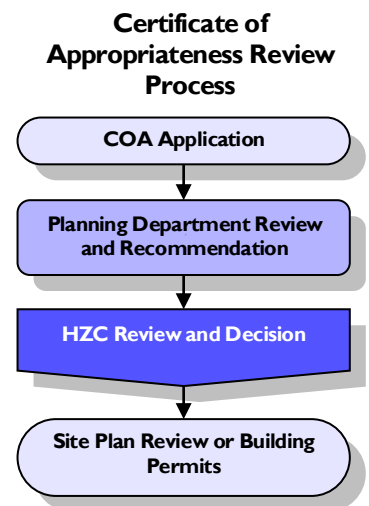 Certificate of
Appropriateness Review
Process
COA Application
Planning Department Review
and Recommendation
HZC Review and Decision
Site Plan Review or Building
Permits